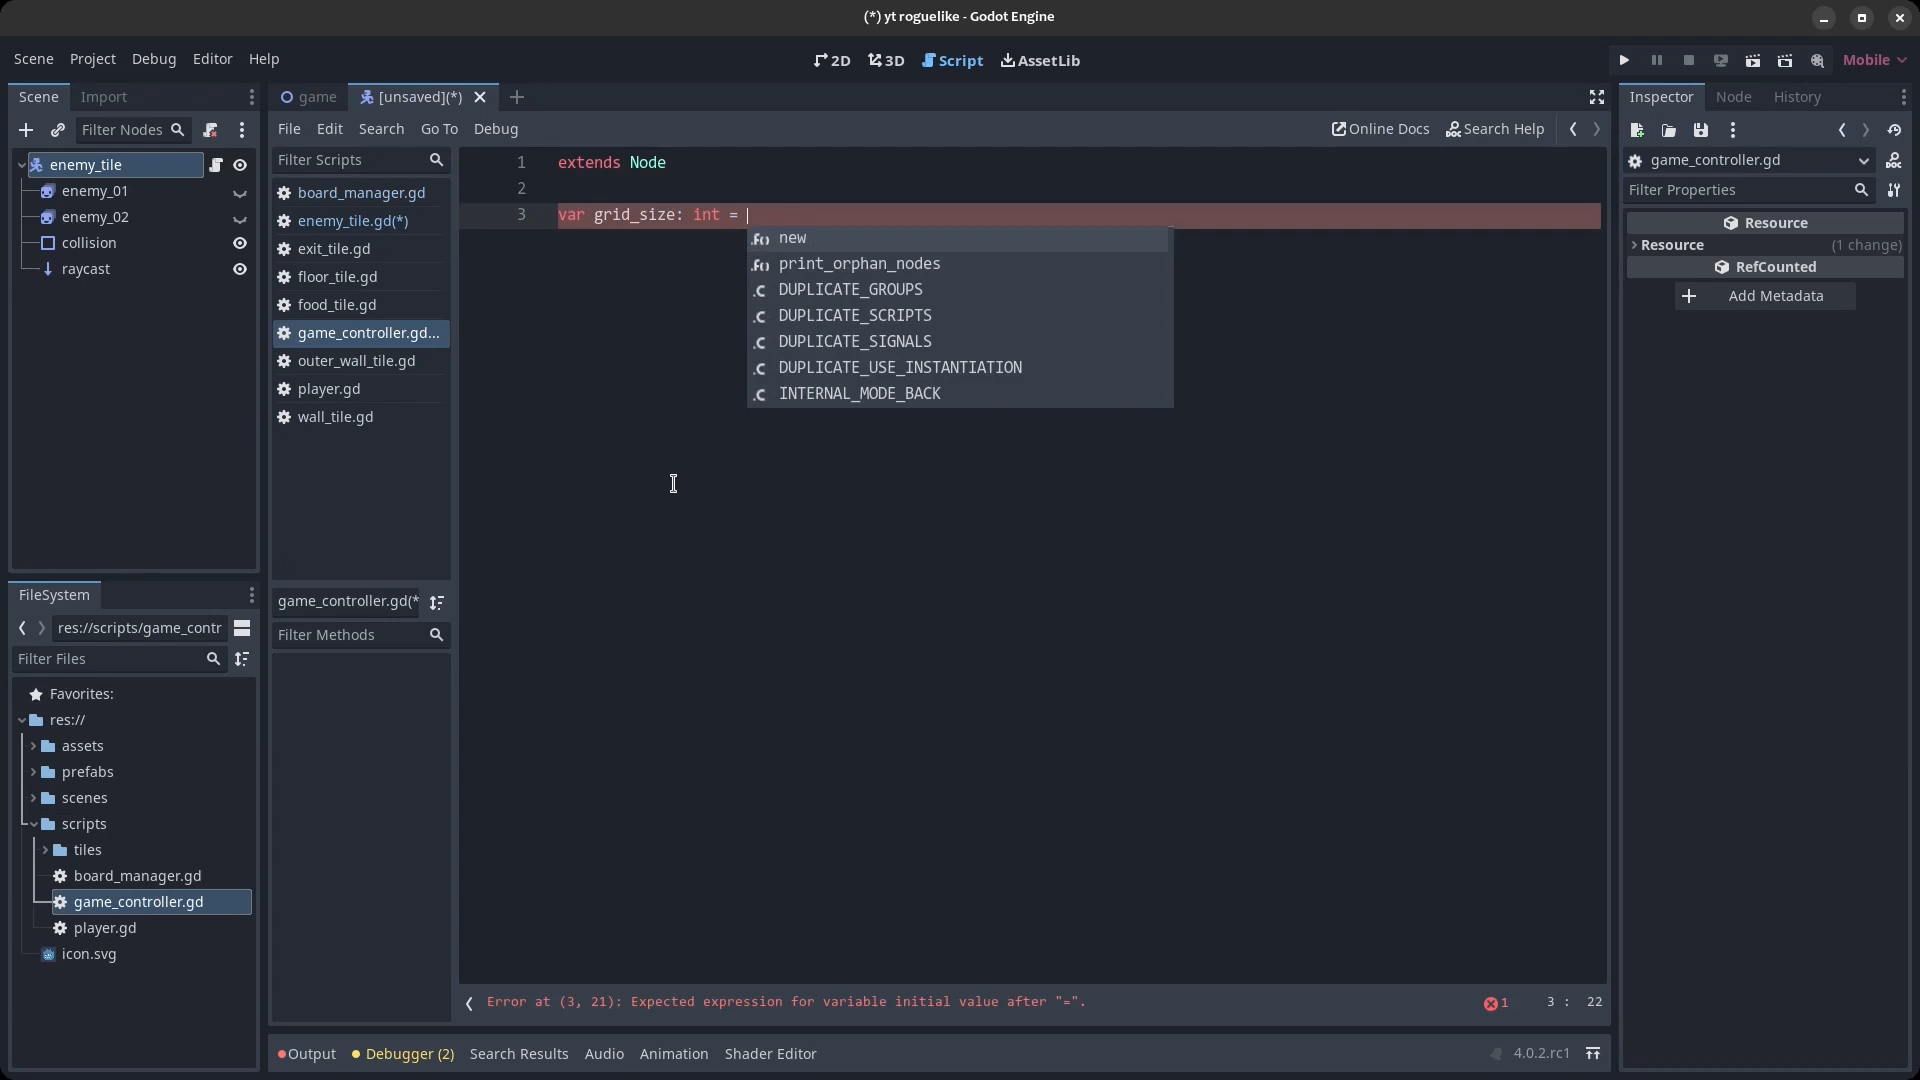 (*) yt roguelike - Godot Engine
Scene Project Debug Editor Help
2D 3D Script AssetLib
Mobile
Scene Import
Filter Nodes
enemy_tile
enemy_01
enemy_02
collision
raycast
FileSystem
res://scripts/game_contr
Filter Files
Favorites:
res://
assets
prefabs
scenes
scripts
tiles
board_manager.gd
game_controller.gd
player.gd
icon.svg
game [unsaved](*)
File Edit Search Go To Debug
Online Docs Search Help
Filter Scripts
board_manager.gd
enemy_tile.gd(*)
exit_tile.gd
floor_tile.gd
food_tile.gd
game_controller.gd...
outer_wall_tile.gd
player.gd
wall_tile.gd
game_controller.gd(*
Filter Methods
1 extends Node
2
3 var grid_size: int =
new
print_orphan_nodes
DUPLICATE_GROUPS
DUPLICATE_SCRIPTS
DUPLICATE_SIGNALS
DUPLICATE_USE_INSTANTIATION
INTERNAL_MODE_BACK
Error at (3, 21): Expected expression for variable initial value after "=".
1 3 : 22
Output Debugger (2) Search Results Audio Animation Shader Editor
4.0.2.rc1
Inspector Node History
game_controller.gd
Filter Properties
Resource
Resource (1 change)
RefCounted
Add Metadata